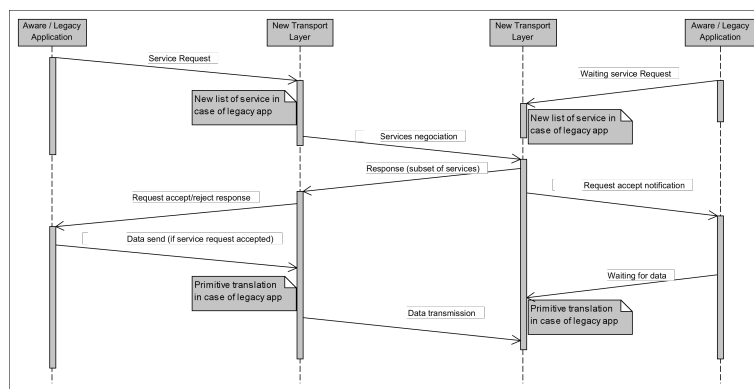 Aware / Legacy
Application
New Transport
Layer
New Transport
Layer
Aware / Legacy
Application
Service Request
Waiting service Request
New list of service in
case of legacy app
New list of service in
case of legacy app
Services negociation
Response (subset of services)
Request accept notification
Request accept/reject response
Data send (if service request accepted)
Waiting for data
Primitive translation
in case of legacy app
Primitive translation
in case of legacy app
Data transmission